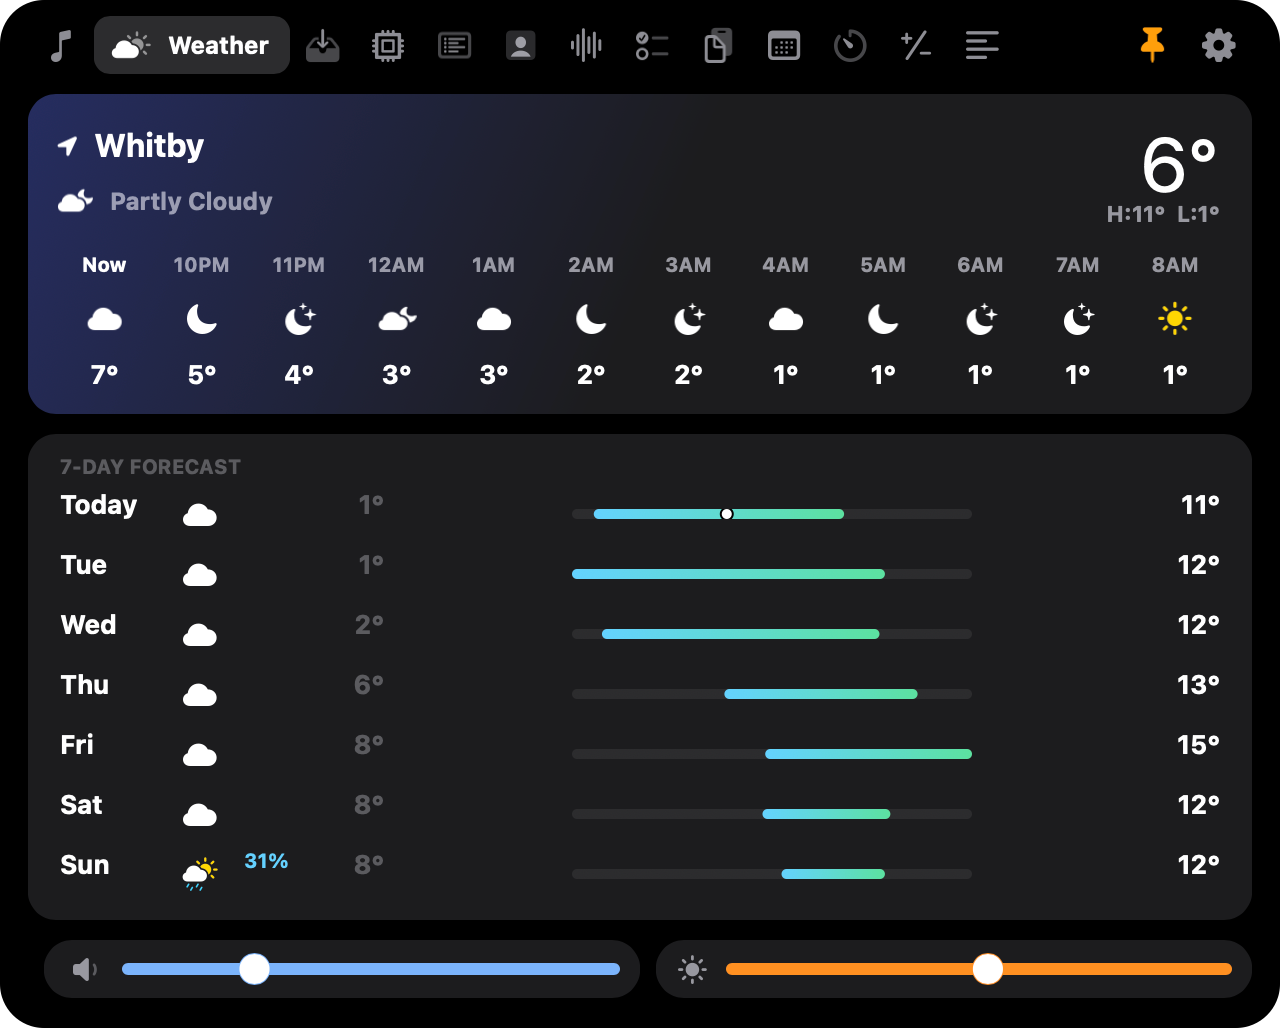 Weather
Whitby
6°
Partly Cloudy
H:11° L:1°
Now 10PM 11PM 12AM 1AM 2AM 3AM 4AM 5AM 6AM 7AM 8AM
7° 5° 4° 3° 3° 2° 2° 1° 1° 1° 1° 1°
7-DAY FORECAST
Today 1° 11°
Tue 1° 12°
Wed 2° 12°
Thu 6° 13°
Fri 8° 15°
Sat 8° 12°
Sun 31% 8° 12°